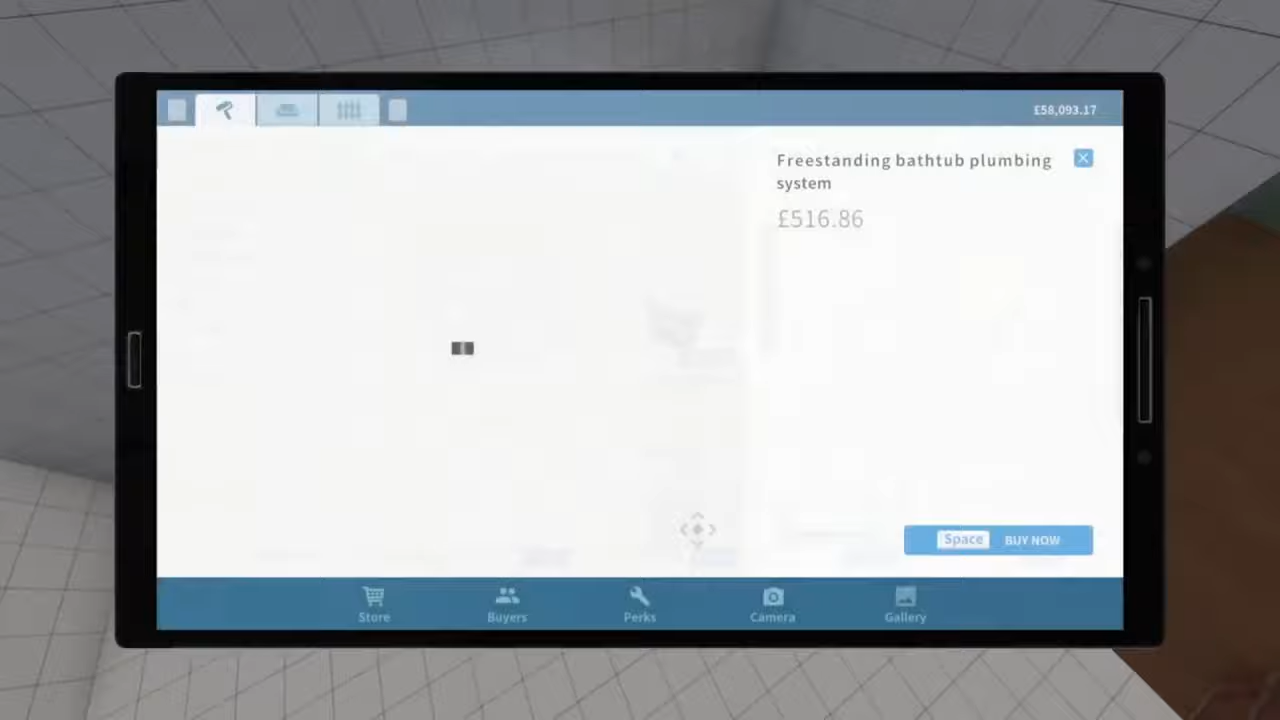 £58,093.17
Freestanding bathtub plumbing
system
£516.86
Space BUY NOW
Store Buyers Perks Camera Gallery